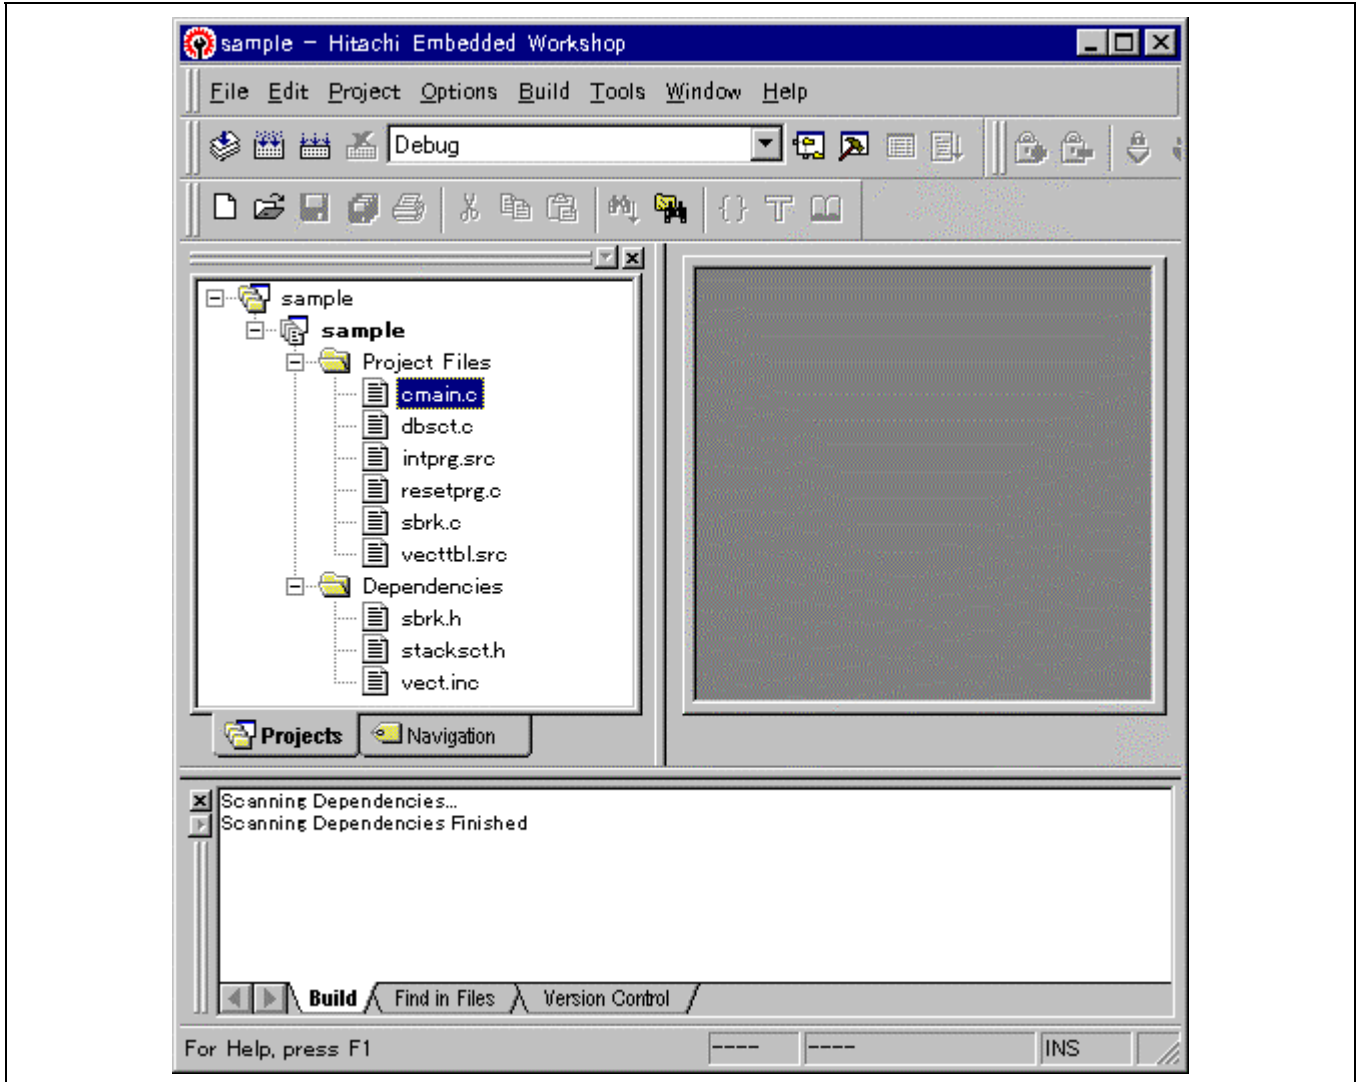 sample - Hitachi Embedded Workshop
File Edit Project Options Build Tools Window Help
Debug
sample
sample
Project Files
cmain.c
dbsct.c
intprg.src
resetprg.c
sbrk.c
vecttbl.src
Dependencies
sbrk.h
stacksct.h
vect.inc
Projects Navigation
Scanning Dependencies...
Scanning Dependencies Finished
Build Find in Files Version Control
For Help, press F1 ---- ---- INS